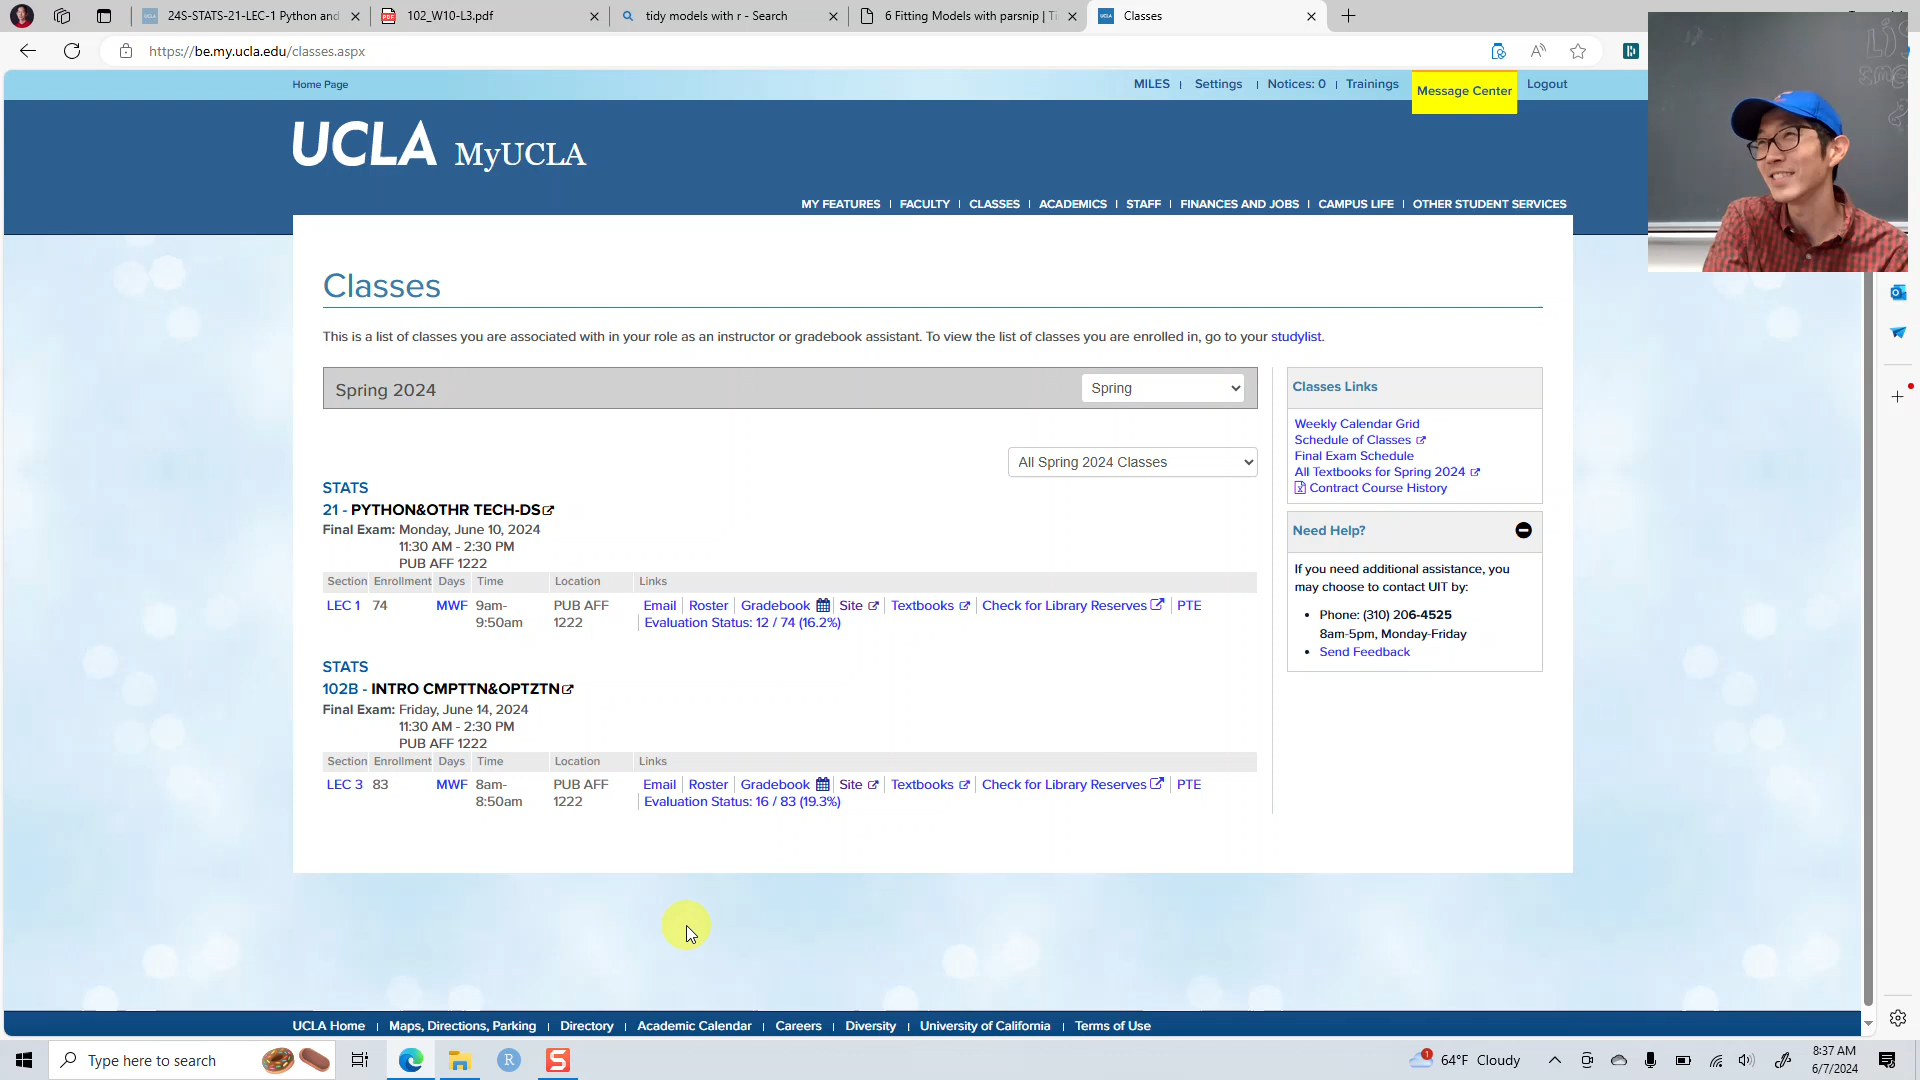 24S-STATS-21-LEC-1 Python and
102_W10-L3.pdf
tidy models with r - Search
6 Fitting Models with parsnip | Ti
Classes
https://be.my.ucla.edu/classes.aspx
Home Page
MILES | Settings | Notices: 0 | Trainings Message Center Logout
UCLA MyUCLA
MY FEATURES | FACULTY | CLASSES | ACADEMICS | STAFF | FINANCES AND JOBS | CAMPUS LIFE | OTHER STUDENT SERVICES
Classes
This is a list of classes you are associated with in your role as an instructor or gradebook assistant. To view the list of classes you are enrolled in, go to your studylist.
Spring 2024
Spring
All Spring 2024 Classes
STATS
21 - PYTHON&OTHR TECH-DS
Final Exam: Monday, June 10, 2024
11:30 AM - 2:30 PM
PUB AFF 1222
Section Enrollment Days Time Location Links
LEC 1 74 MWF 9am- PUB AFF Email | Roster | Gradebook | Site | Textbooks | Check for Library Reserves | PTE
9:50am 1222 | Evaluation Status: 12 / 74 (16.2%)
STATS
102B - INTRO CMPTTN&OPTZTN
Final Exam: Friday, June 14, 2024
11:30 AM - 2:30 PM
PUB AFF 1222
Section Enrollment Days Time Location Links
LEC 3 83 MWF 8am- PUB AFF Email | Roster | Gradebook | Site | Textbooks | Check for Library Reserves | PTE
8:50am 1222 | Evaluation Status: 16 / 83 (19.3%)
Classes Links
Weekly Calendar Grid
Schedule of Classes
Final Exam Schedule
All Textbooks for Spring 2024
Contract Course History
Need Help?
If you need additional assistance, you
may choose to contact UIT by:
Phone: (310) 206-4525
8am-5pm, Monday-Friday
Send Feedback
UCLA Home | Maps, Directions, Parking | Directory | Academic Calendar | Careers | Diversity | University of California | Terms of Use
Type here to search
64°F Cloudy
8:37 AM
6/7/2024